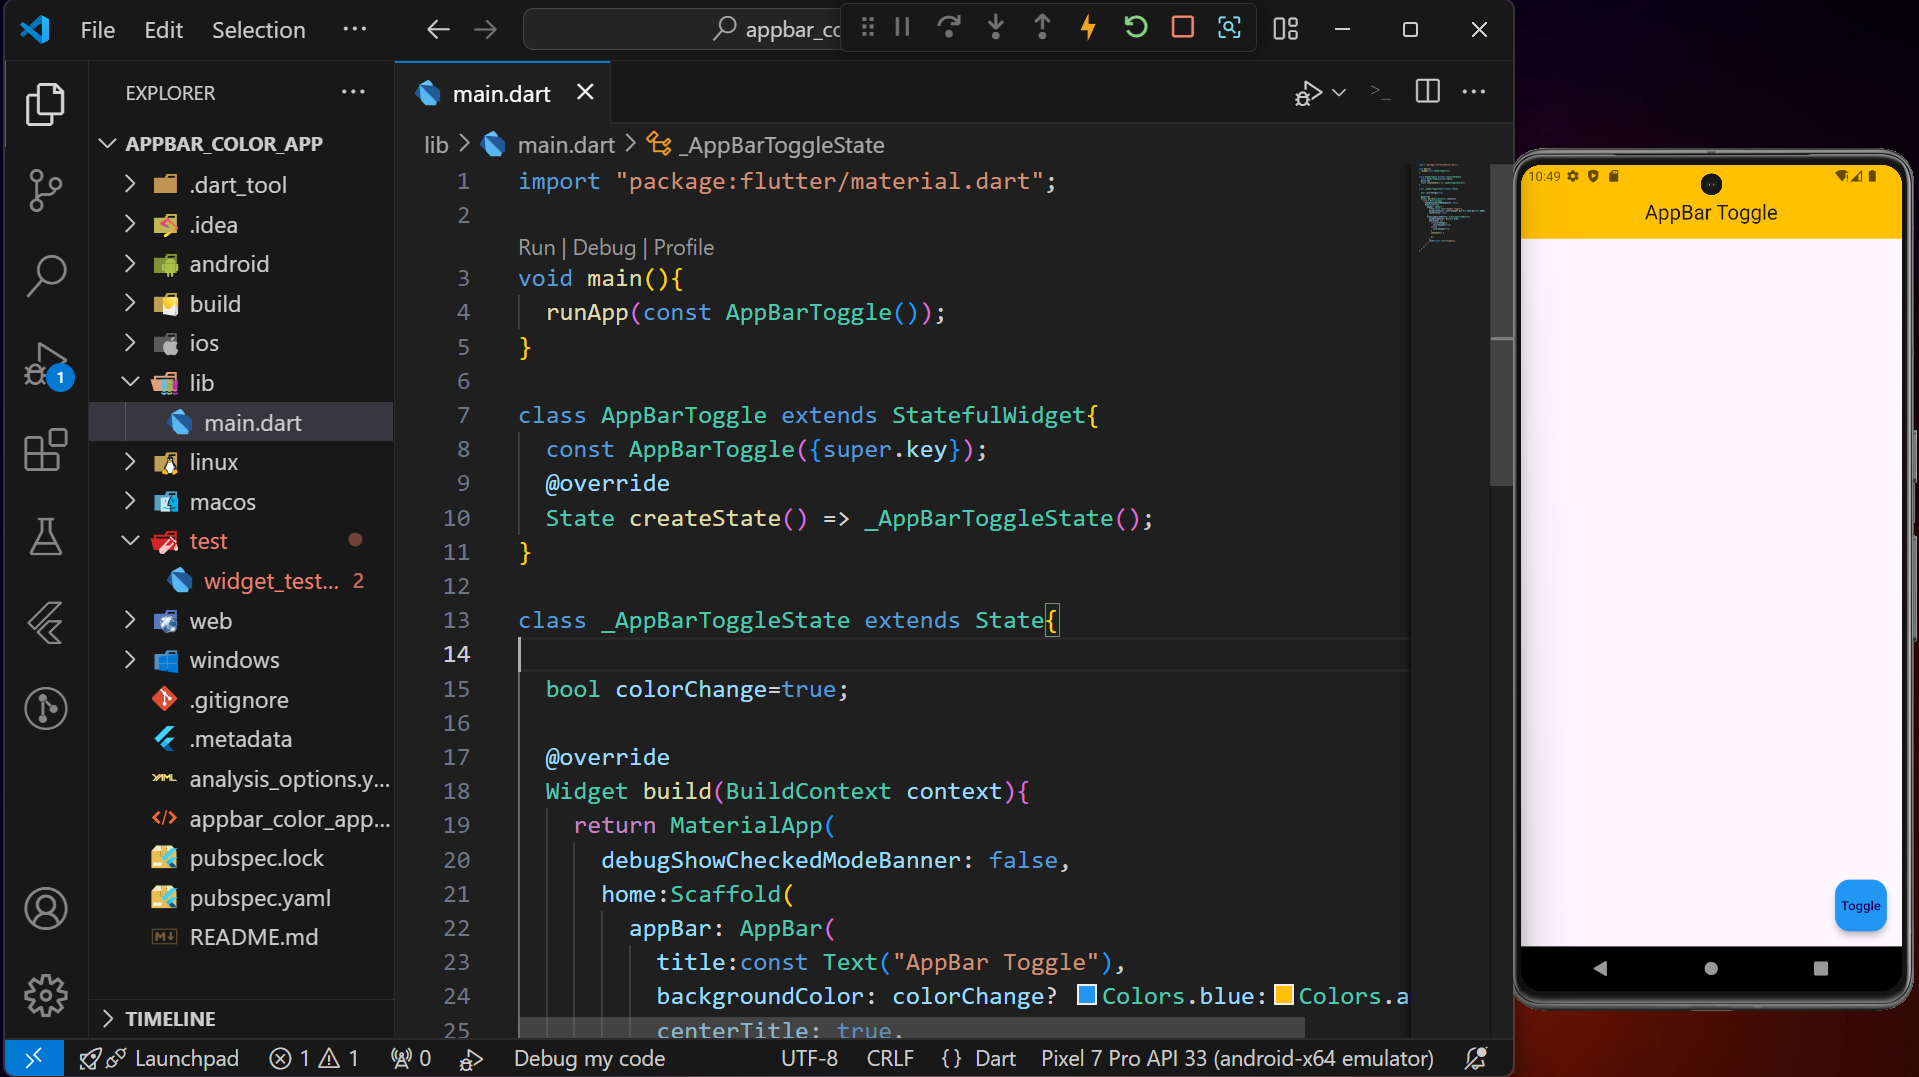 File Edit Selection ···
appbar_cc
EXPLORER ···
APPBAR_COLOR_APP
.dart_tool
.idea
android
build
ios
lib
main.dart
linux
macos
test
widget_test... 2
web
windows
.gitignore
.metadata
analysis_options.y...
appbar_color_app...
pubspec.lock
pubspec.yaml
README.md
TIMELINE
1
main.dart
lib > main.dart > _AppBarToggleState
1 import "package:flutter/material.dart";
2
Run | Debug | Profile
3 void main(){
4 runApp(const AppBarToggle());
5 }
6
7 class AppBarToggle extends StatefulWidget{
8 const AppBarToggle({super.key});
9 @override
10 State createState() => _AppBarToggleState();
11 }
12
13 class _AppBarToggleState extends State{
14
15 bool colorChange=true;
16
17 @override
18 Widget build(BuildContext context){
19 return MaterialApp(
20 debugShowCheckedModeBanner: false,
21 home:Scaffold(
22 appBar: AppBar(
23 title:const Text("AppBar Toggle"),
24 backgroundColor: colorChange? Colors.blue:Colors.a
25 centerTitle: true,
Launchpad 1 1 0 Debug my code UTF-8 CRLF {} Dart Pixel 7 Pro API 33 (android-x64 emulator)
10:49
AppBar Toggle
Toggle